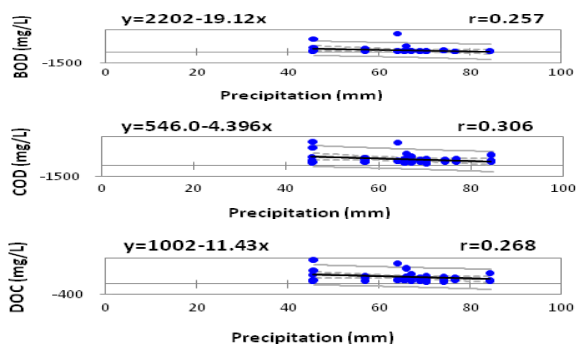 y=2202-19.12x r=0.257
BOD (mg/L)
-1500
0 20 40 60 80 100
Precipitation (mm)
y=546.0-4.396x r=0.306
COD (mg/L)
-1500
0 20 40 60 80 100
Precipitation (mm)
y=1002-11.43x r=0.268
DOC (mg/L)
-400
0 20 40 60 80 100
Precipitation (mm)